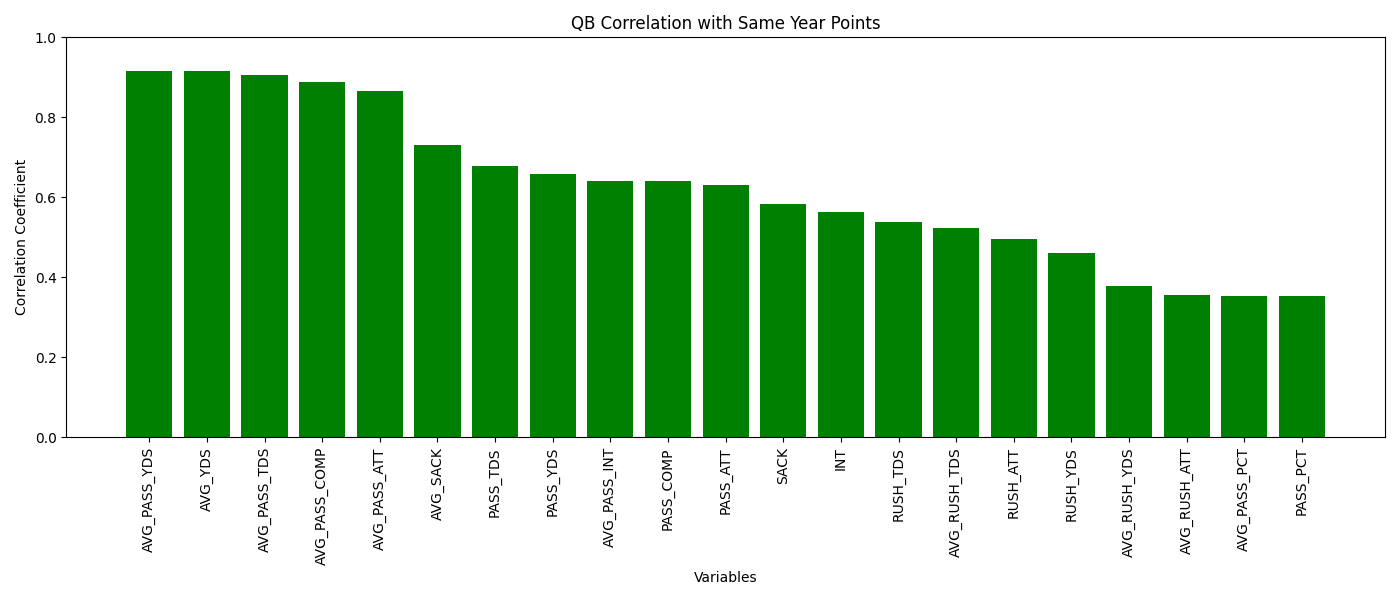 QB Correlation with Same Year Points
1.0
0.8
0.6
0.4
0.2
0.0
Correlation Coefficient
AVG_PASS_YDS
AVG_YDS
AVG_PASS_TDS
AVG_PASS_COMP
AVG_PASS_ATT
AVG_SACK
PASS_TDS
PASS_YDS
AVG_PASS_INT
PASS_COMP
PASS_ATT
SACK
INT
RUSH_TDS
AVG_RUSH_TDS
RUSH_ATT
RUSH_YDS
AVG_RUSH_YDS
AVG_RUSH_ATT
AVG_PASS_PCT
PASS_PCT
Variables